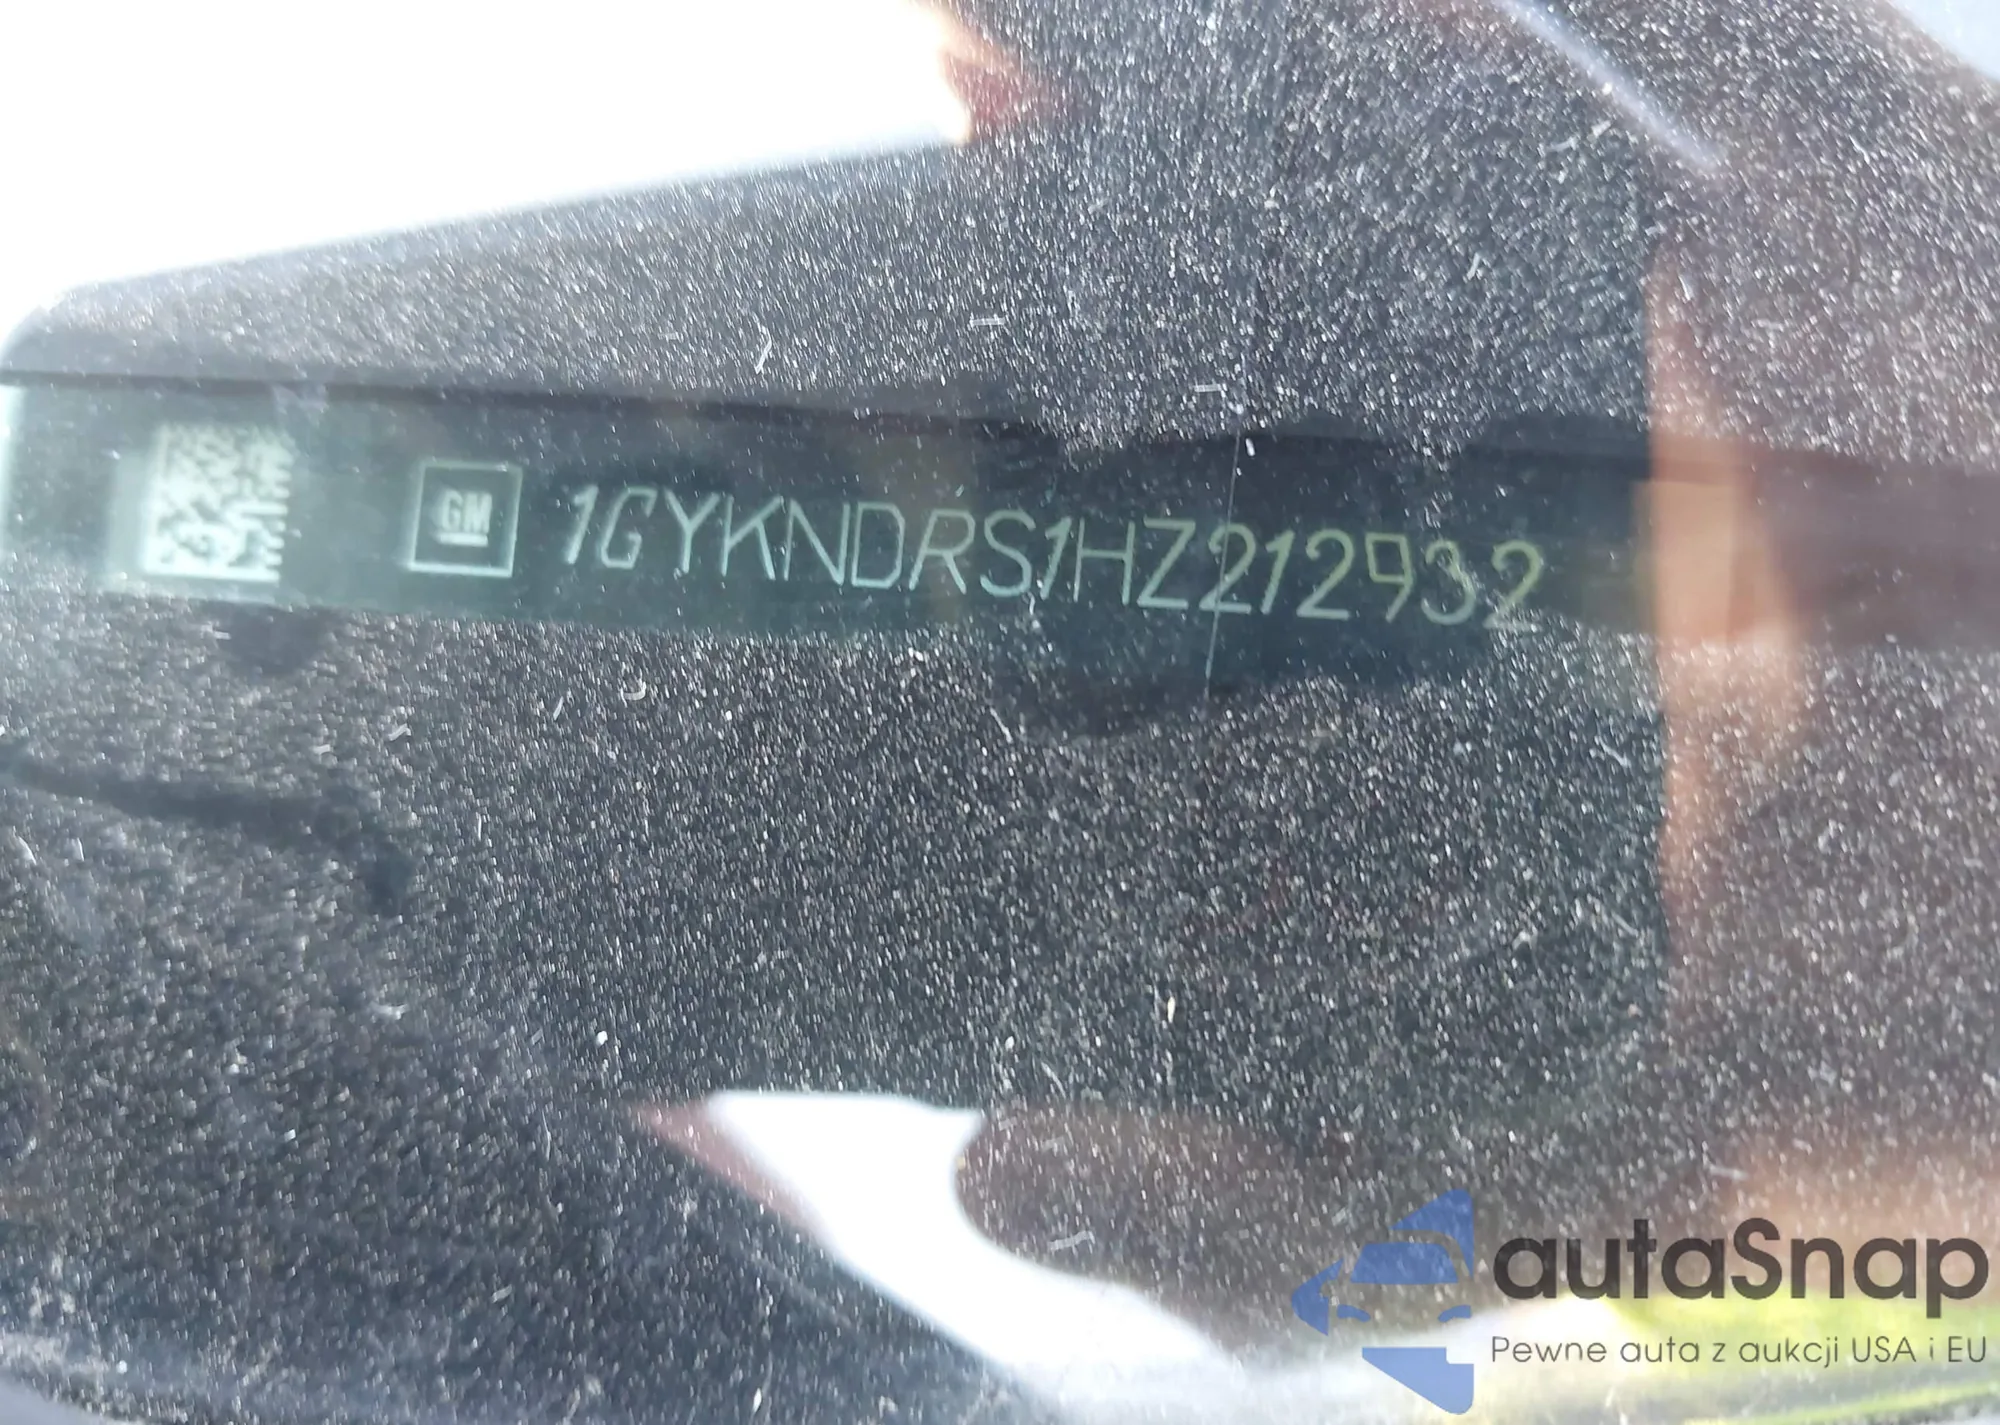 GM 1GYKNDRS1HZ212932
autaSnap
Pewne auta z aukcji USA i EU